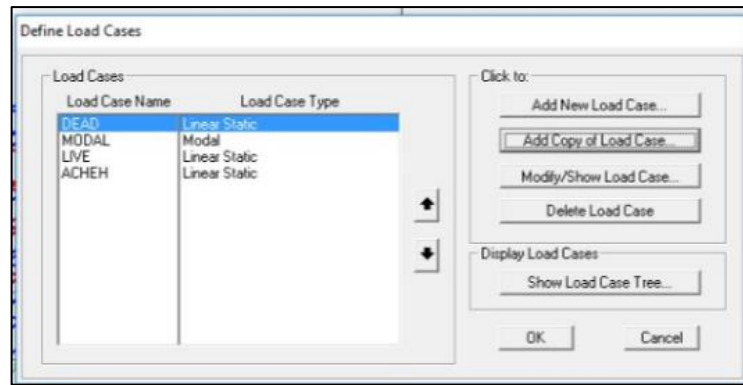 Define Load Cases
Load Cases
Load Case Name Load Case Type
DEAD Linear Static
MODAL Modal
LIVE Linear Static
ACHEH Linear Static
Click to:
Add New Load Case...
Add Copy of Load Case...
Modify/Show Load Case...
Delete Load Case
Display Load Cases
Show Load Case Tree...
OK Cancel